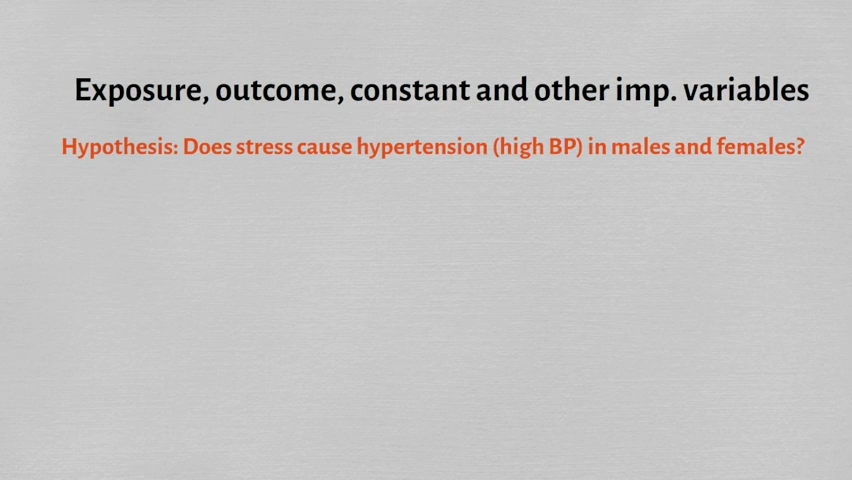 Exposure, outcome, constant and other imp. variables
Hypothesis: Does stress cause hypertension (high BP) in males and females?